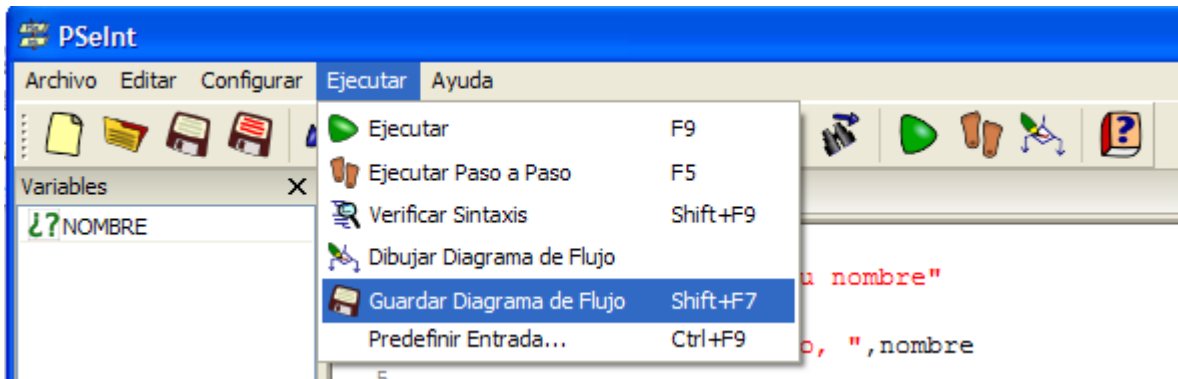 PSeInt
Archivo Editar Configurar Ejecutar Ayuda
Ejecutar F9
Variables
Ejecutar Paso a Paso F5
¿?NOMBRE
Verificar Sintaxis Shift+F9
Dibujar Diagrama de Flujo
u nombre"
Guardar Diagrama de Flujo Shift+F7
Predefinir Entrada... Ctrl+F9
o, ",nombre